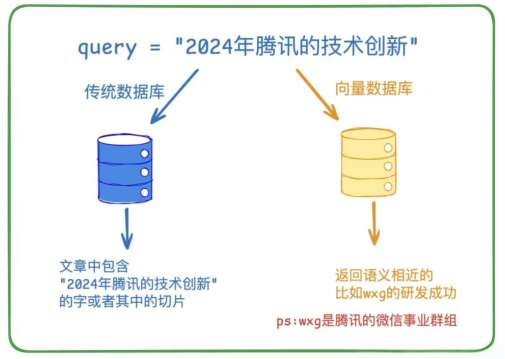 query = "2024年腾讯的技术创新"
传统数据库
向量数据库
文章中包含
"2024年腾讯的技术创新"
的字或者其中的切片
返回语义相近的
比如wxg的研发成功
ps:wxg是腾讯的微信事业群组